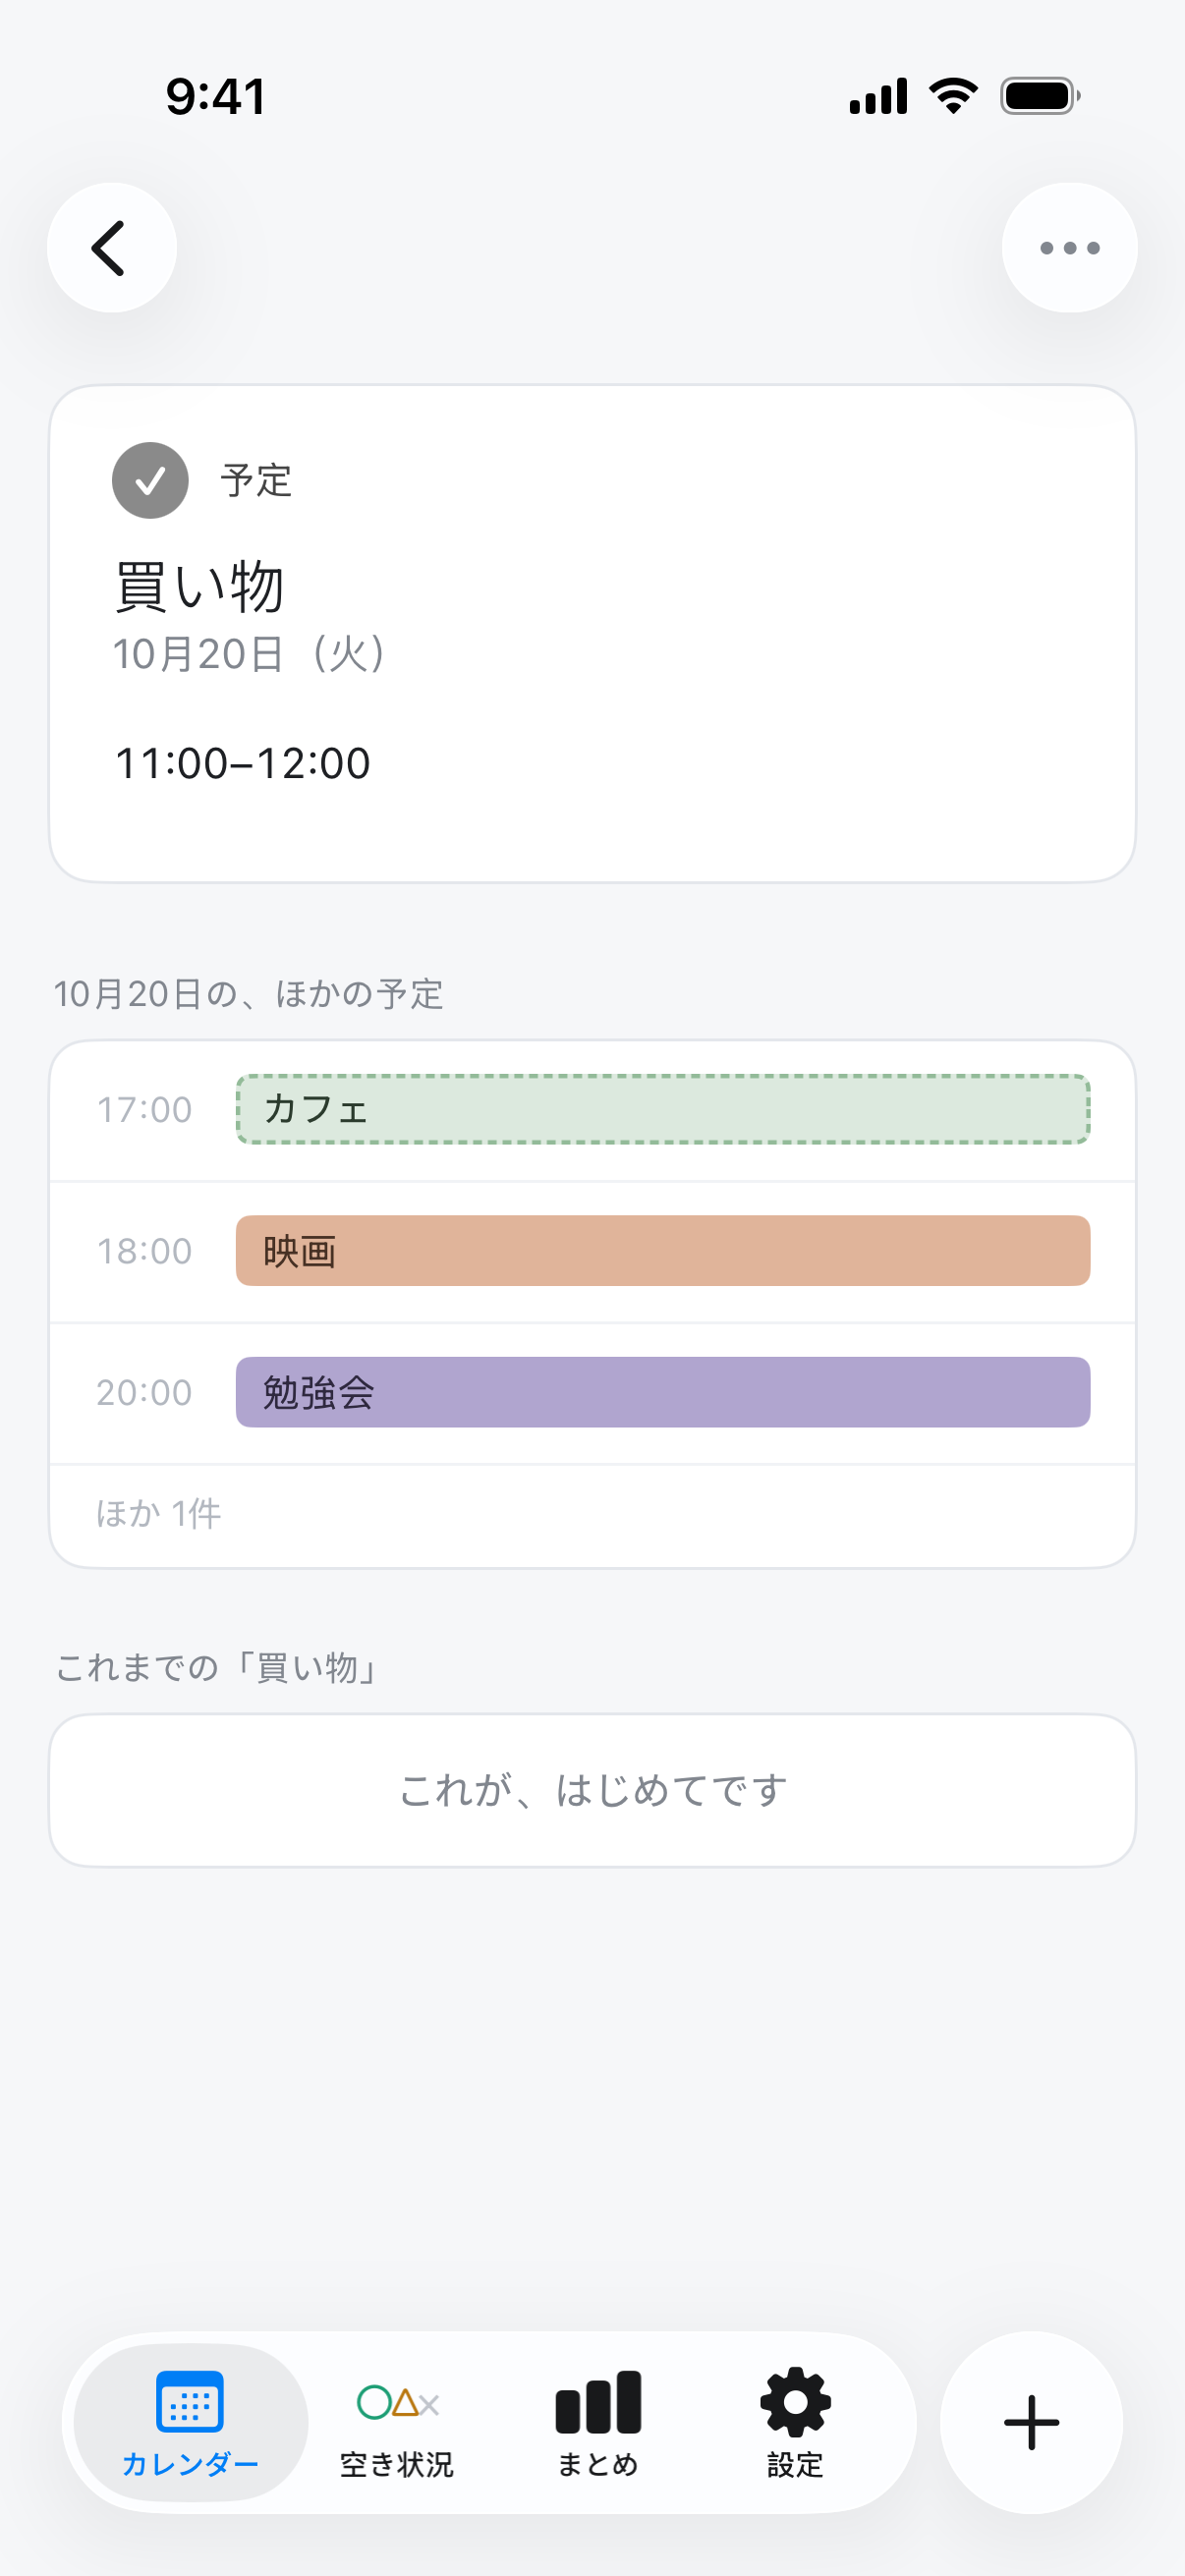 9:41
予定
買い物
10月20日（火）
11:00–12:00
10月20日の、ほかの予定
17:00 カフェ
18:00 映画
20:00 勉強会
ほか 1件
これまでの「買い物」
これが、はじめてです
カレンダー 空き状況 まとめ 設定